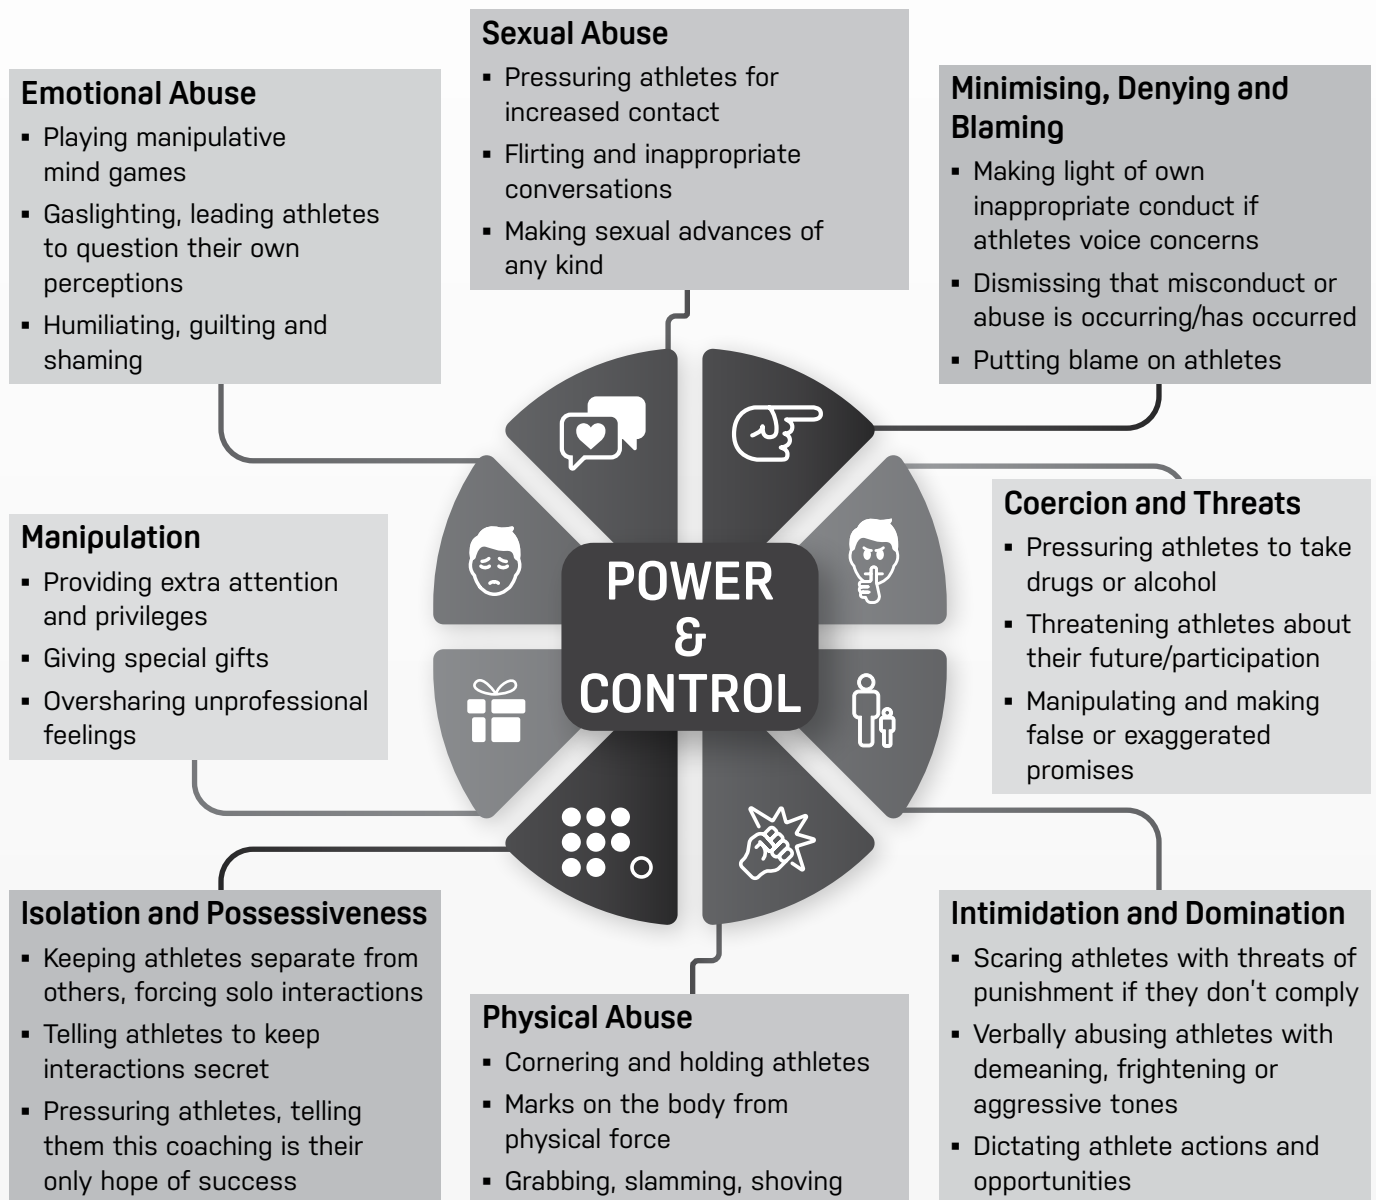 Sexual Abuse
▪ Pressuring athletes for
increased contact
▪ Flirting and inappropriate
conversations
▪ Making sexual advances of
any kind
Emotional Abuse
▪ Playing manipulative
mind games
▪ Gaslighting, leading athletes
to question their own
perceptions
▪ Humiliating, guilting and
shaming
Minimising, Denying and
Blaming
▪ Making light of own
inappropriate conduct if
athletes voice concerns
▪ Dismissing that misconduct or
abuse is occurring/has occurred
▪ Putting blame on athletes
Manipulation
▪ Providing extra attention
and privileges
▪ Giving special gifts
▪ Oversharing unprofessional
feelings
POWER
&
CONTROL
Coercion and Threats
▪ Pressuring athletes to take
drugs or alcohol
▪ Threatening athletes about
their future/participation
▪ Manipulating and making
false or exaggerated
promises
Isolation and Possessiveness
▪ Keeping athletes separate from
others, forcing solo interactions
▪ Telling athletes to keep
interactions secret
▪ Pressuring athletes, telling
them this coaching is their
only hope of success
Physical Abuse
▪ Cornering and holding athletes
▪ Marks on the body from
physical force
▪ Grabbing, slamming, shoving
Intimidation and Domination
▪ Scaring athletes with threats of
punishment if they don't comply
▪ Verbally abusing athletes with
demeaning, frightening or
aggressive tones
▪ Dictating athlete actions and
opportunities